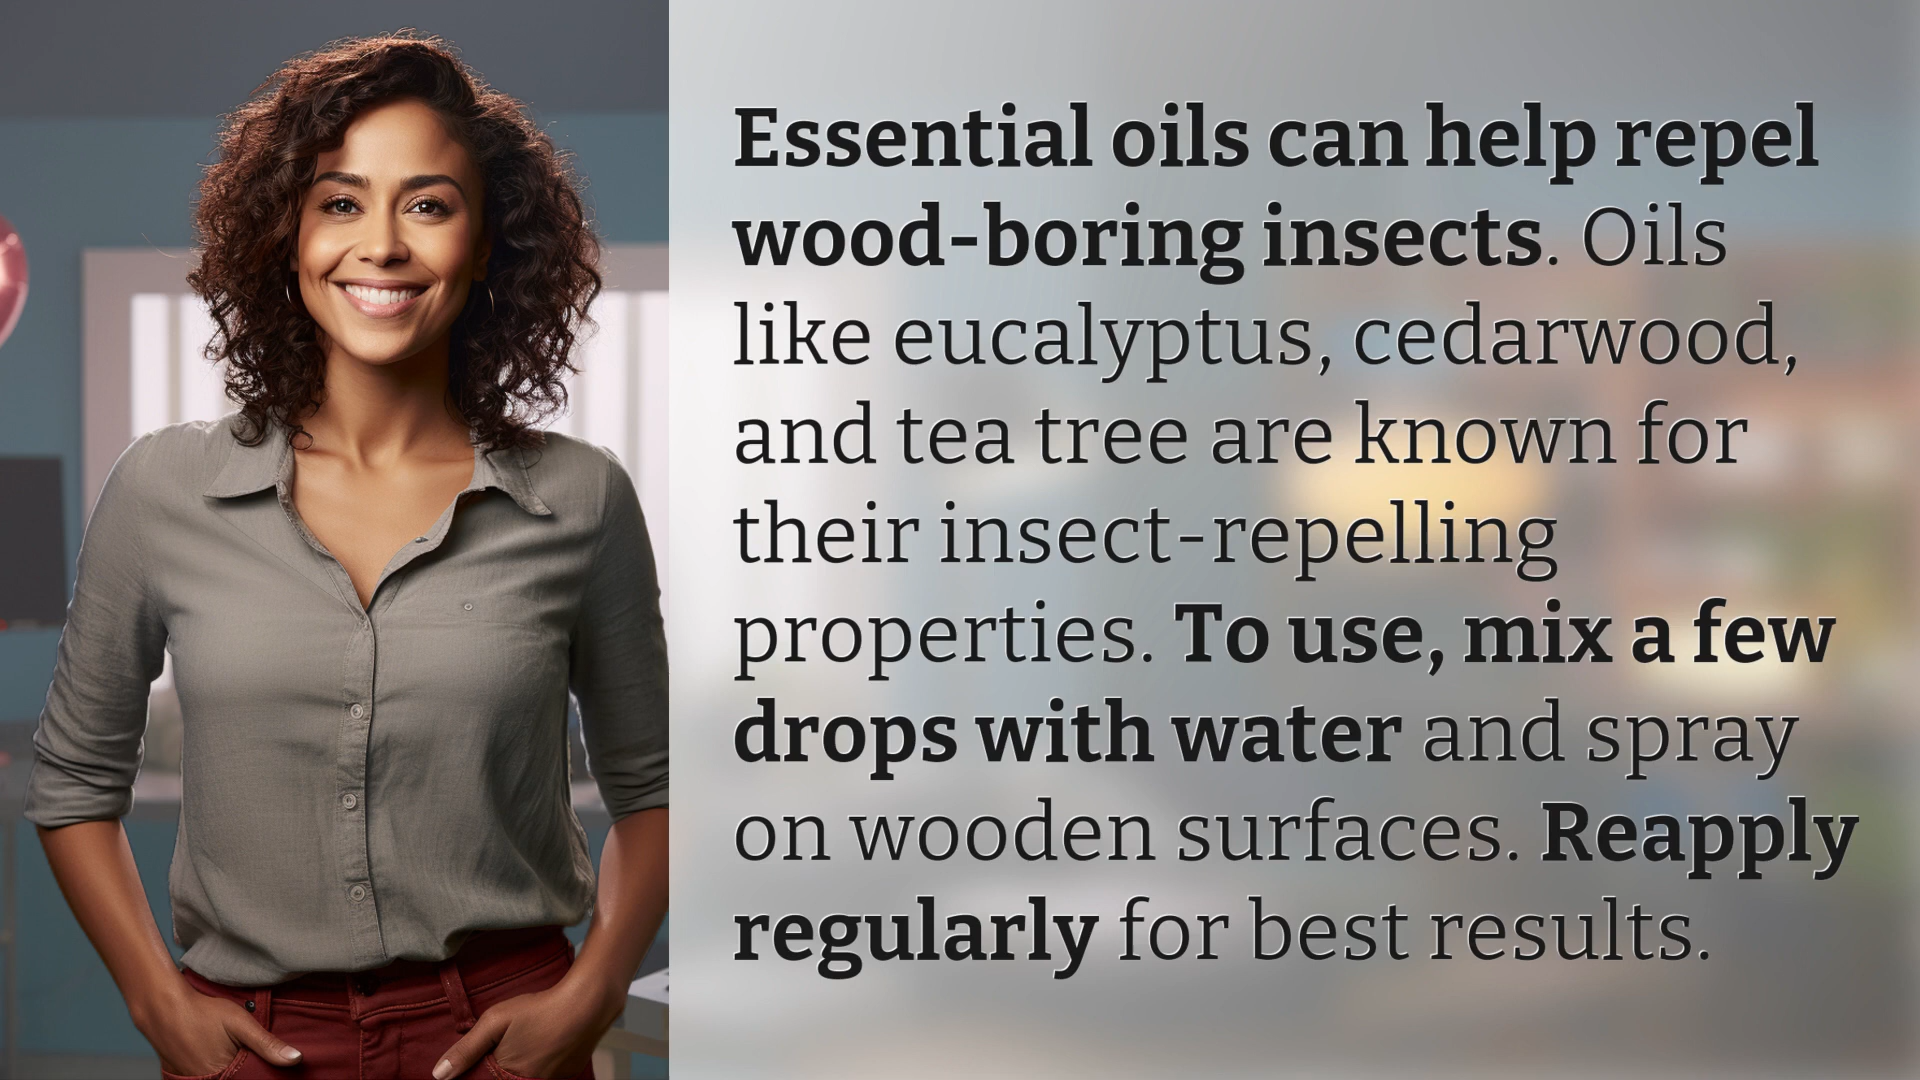 Essential oils can help repel
wood-boring insects. Oils
like eucalyptus, cedarwood,
and tea tree are known for
their insect-repelling
properties. To use, mix a few
drops with water and spray
on wooden surfaces. Reapply
regularly for best results.